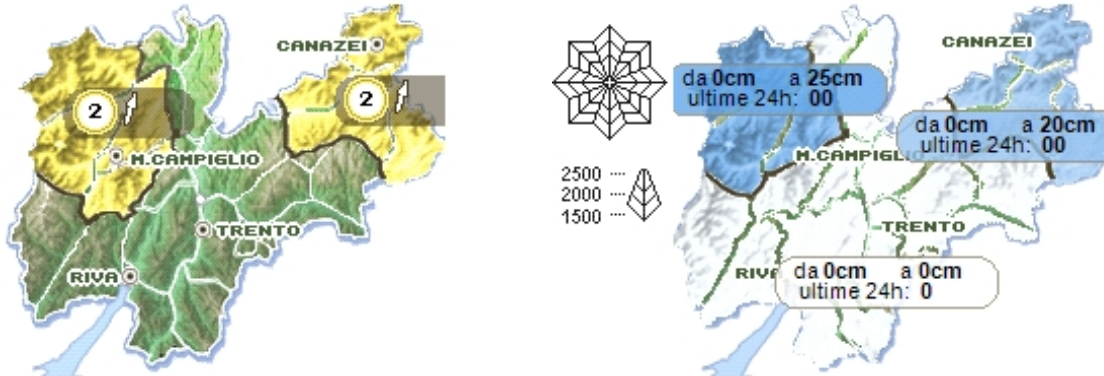 CANAZEI
2
2
M.CAMPIGLIO
TRENTO
RIVA
CANAZEI
da 0cm a 25cm
ultime 24h: 00
da 0cm a 20cm
ultime 24h: 00
M.CAMPIGLIO
2500
2000
1500
TRENTO
RIVA
da 0cm a 0cm
ultime 24h: 0